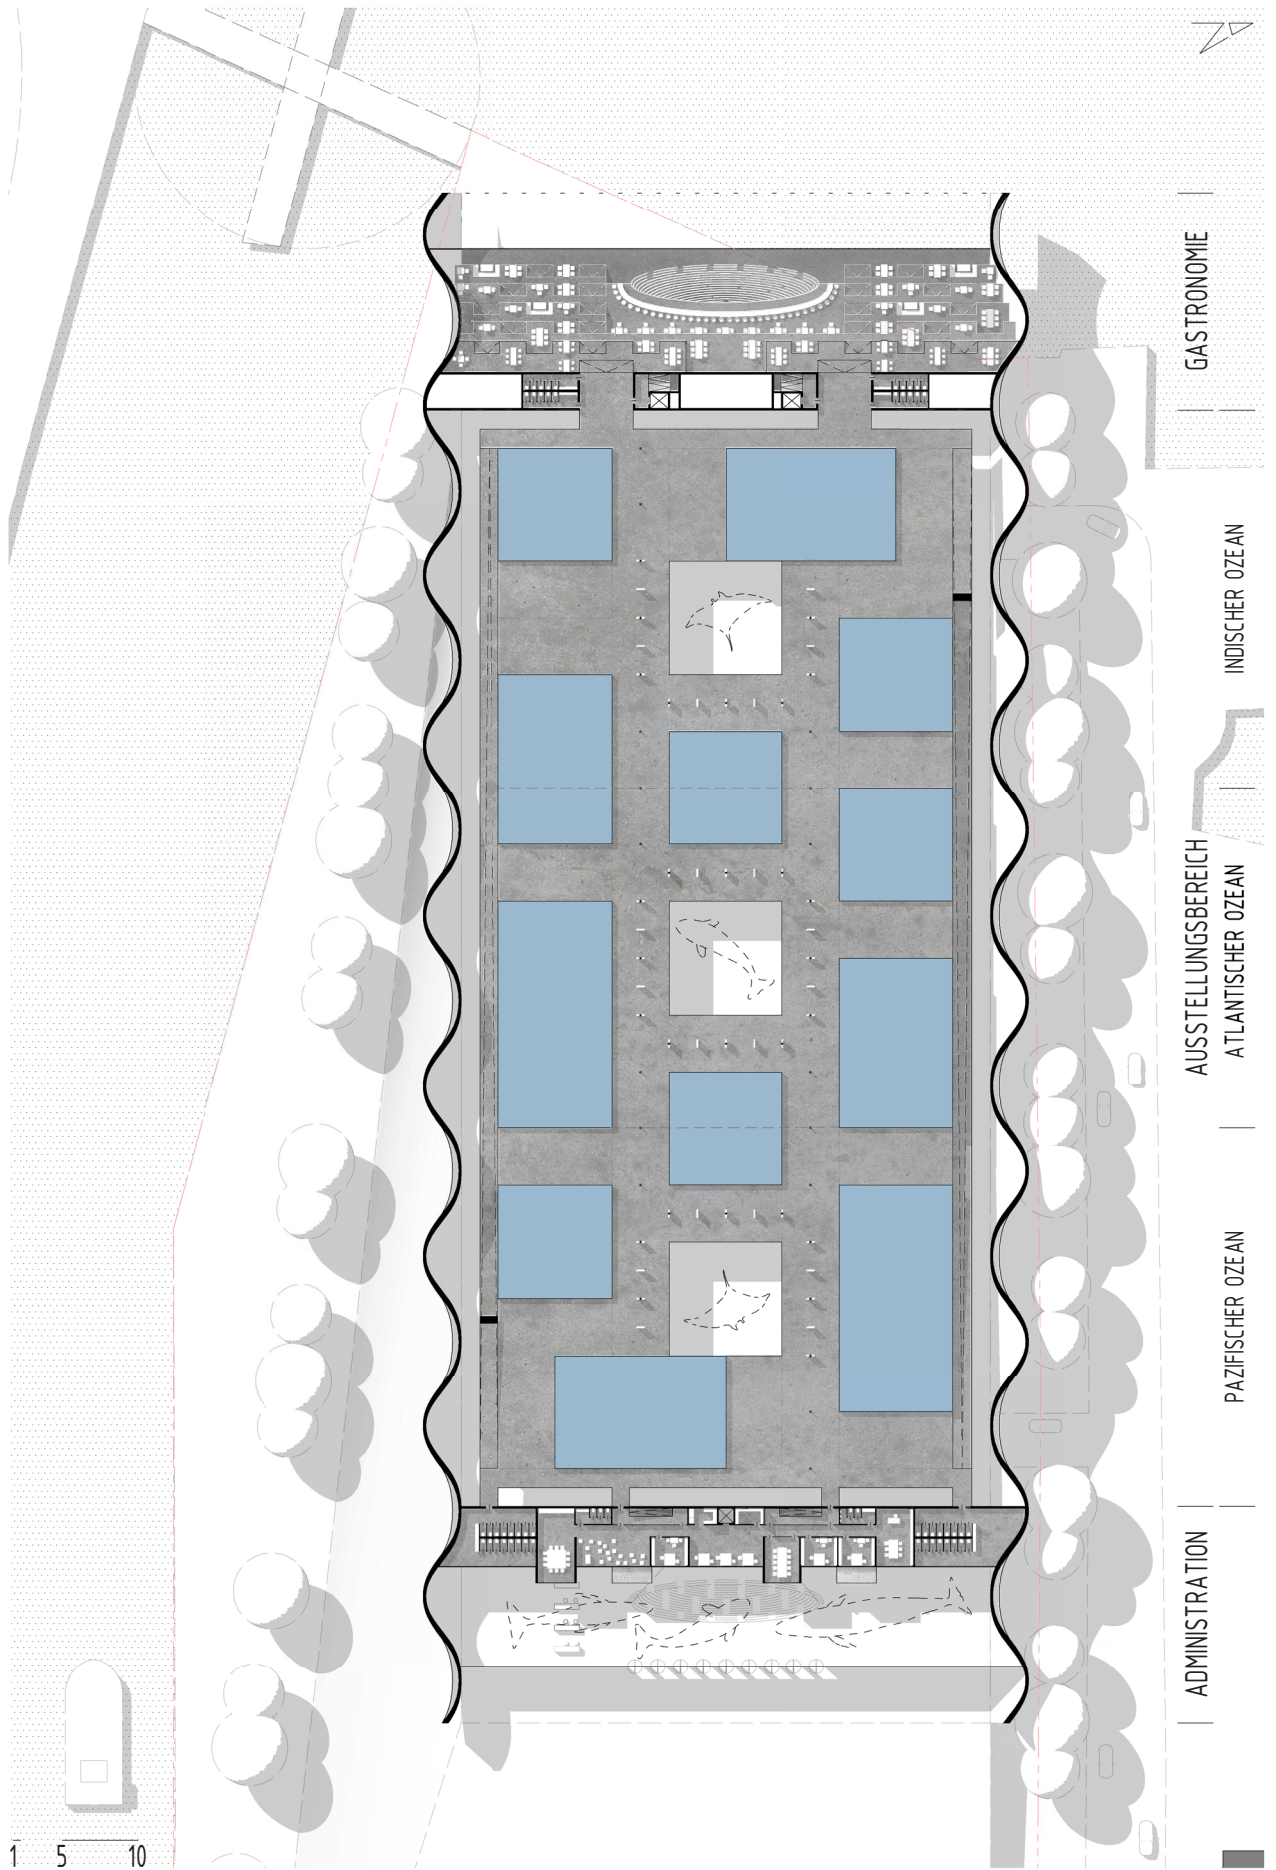 GASTRONOMIE
INDISCHER OZEAN
AUSSTELLUNGSBEREICH
ATLANTISCHER OZEAN
PAZIFISCHER OZEAN
ADMINISTRATION
1 5 10